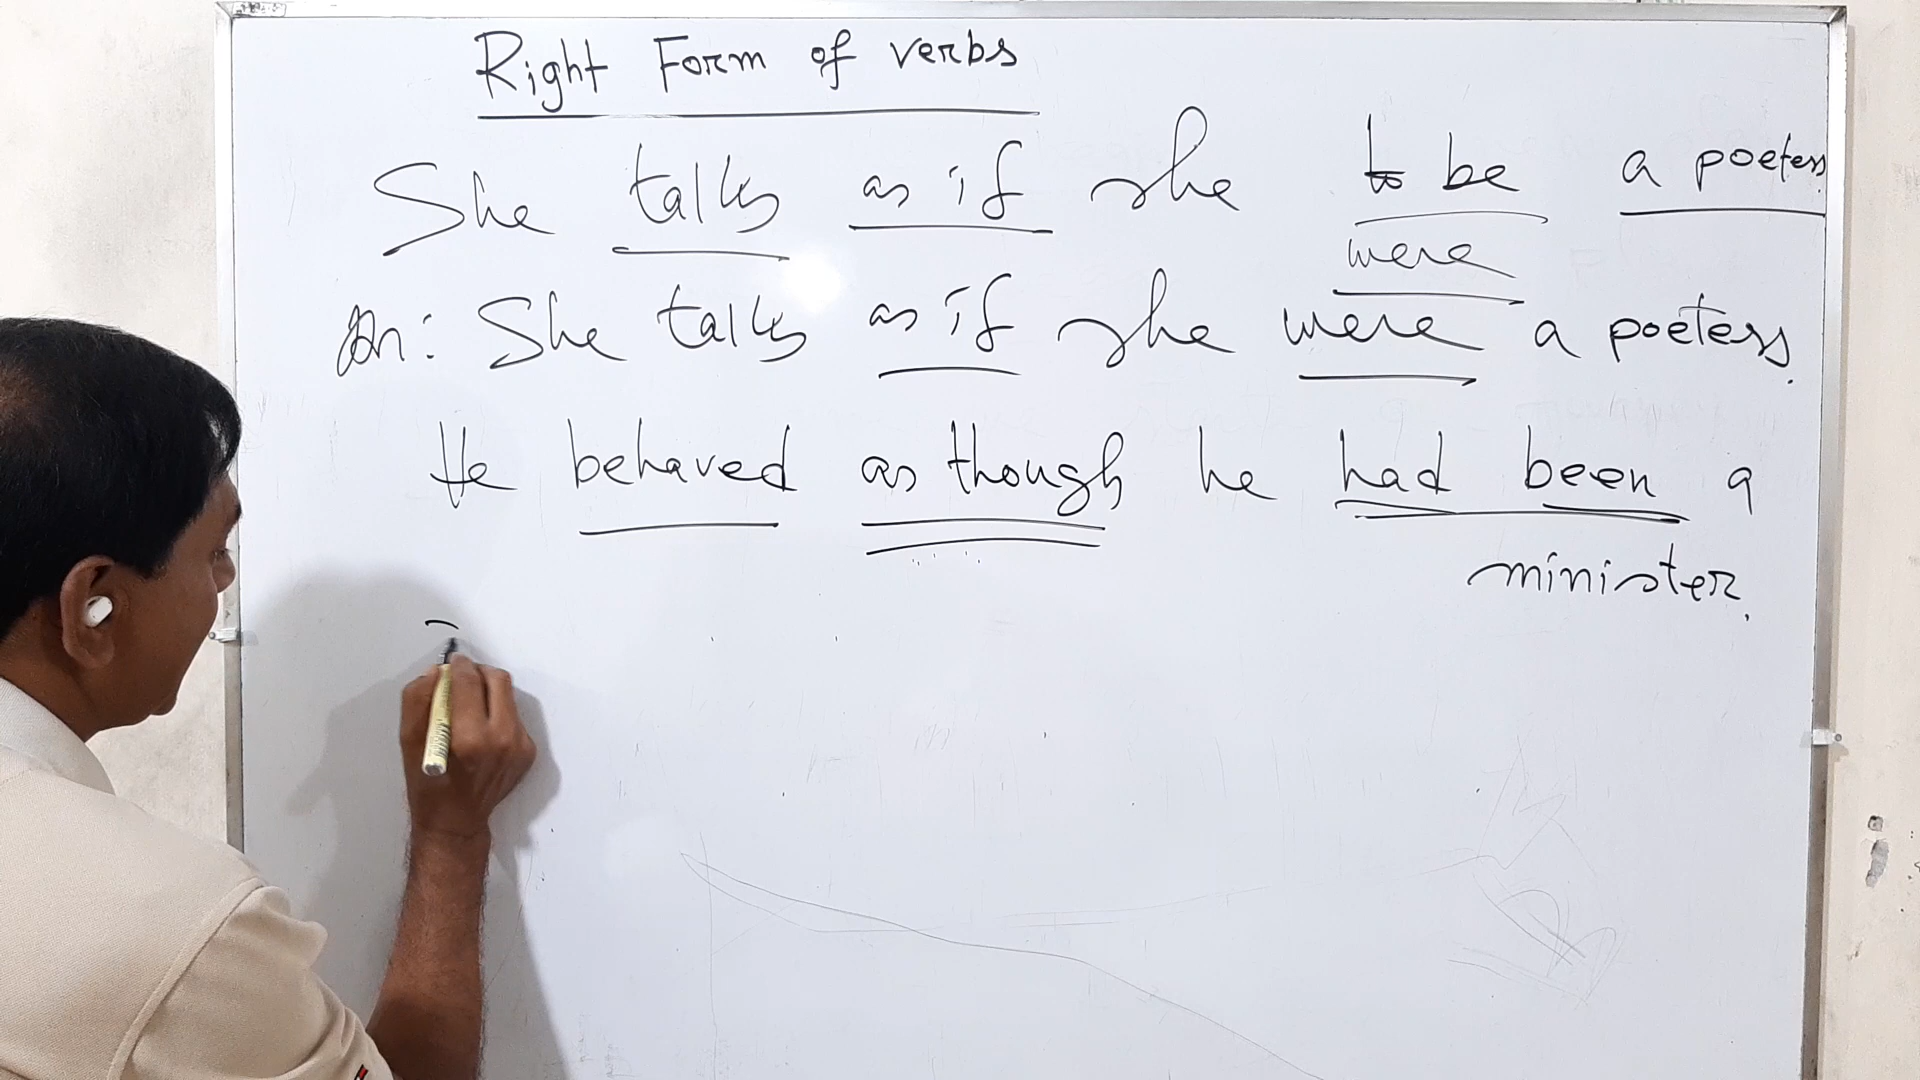 Right Form of verbs
She talks as if she to be a poetess.
were
An: She talks as if she were a poetess.
He behaved as though he had been a
minister.